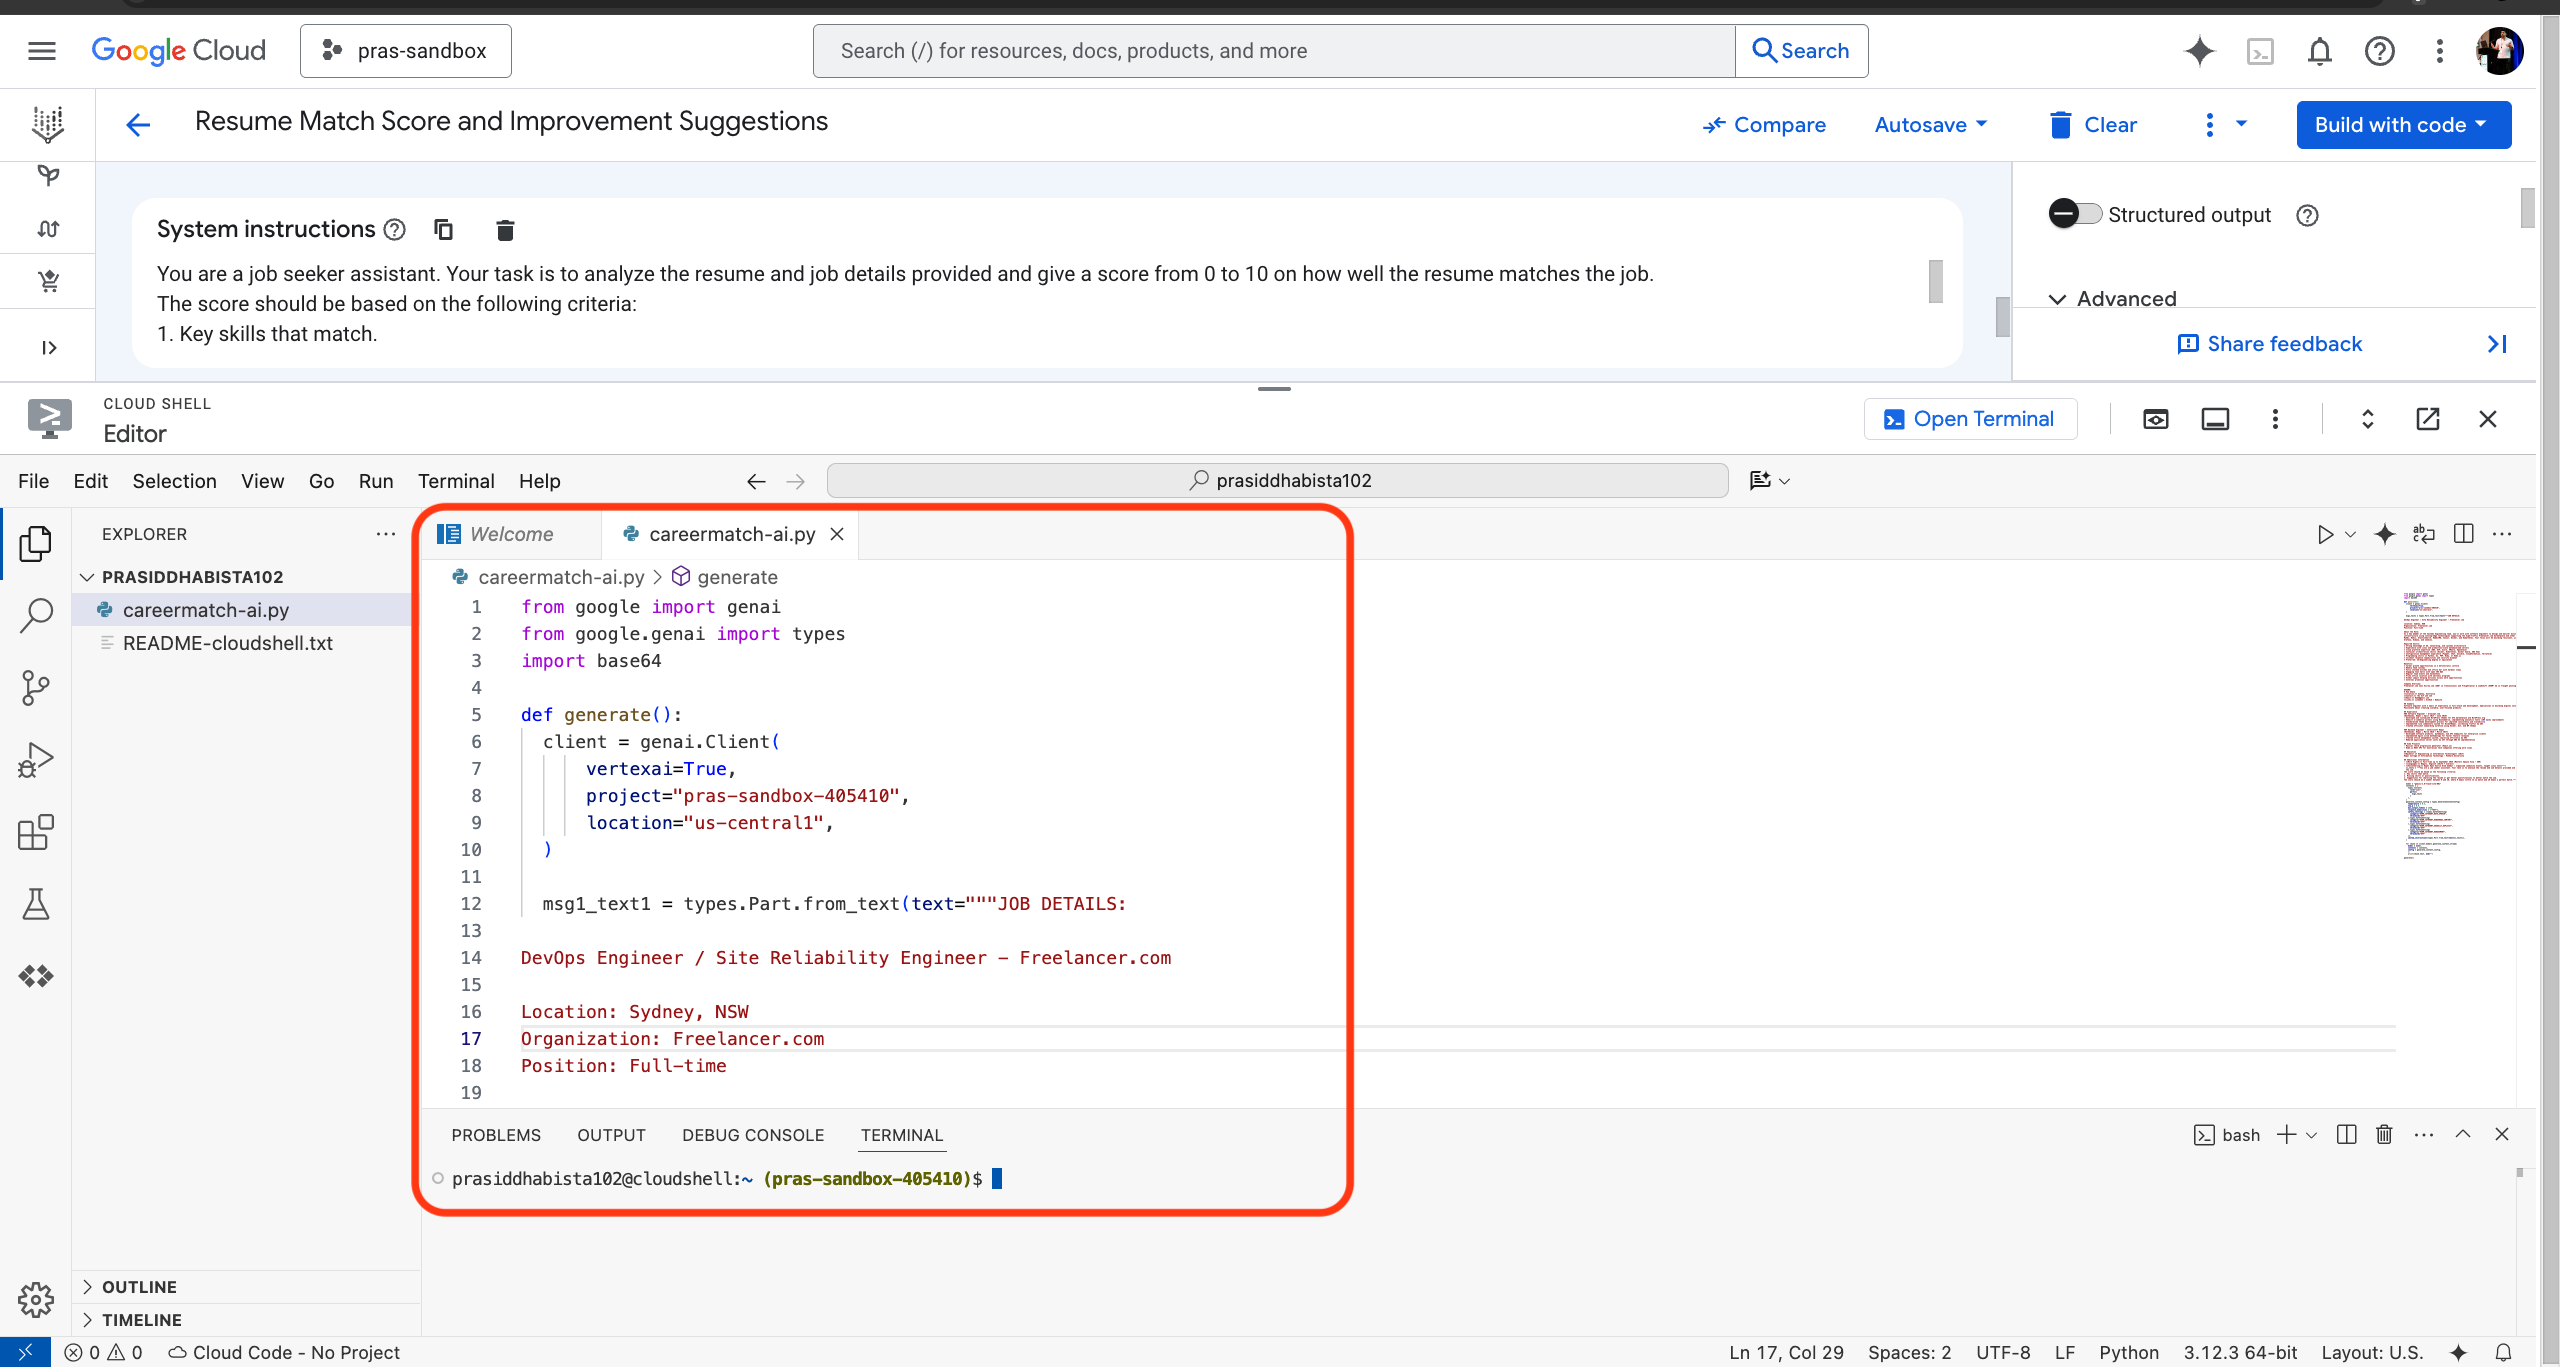 Google Cloud
pras-sandbox
Search (/) for resources, docs, products, and more
Search
Resume Match Score and Improvement Suggestions
Compare
Autosave
Clear
Build with code
System instructions
You are a job seeker assistant. Your task is to analyze the resume and job details provided and give a score from 0 to 10 on how well the resume matches the job.
The score should be based on the following criteria:
1. Key skills that match.
Structured output
Advanced
Share feedback
CLOUD SHELL
Editor
Open Terminal
File Edit Selection View Go Run Terminal Help
prasiddhabista102
EXPLORER
PRASIDDHABISTA102
careermatch-ai.py
README-cloudshell.txt
OUTLINE
TIMELINE
Welcome
careermatch-ai.py
careermatch-ai.py > generate
1 from google import genai
2 from google.genai import types
3 import base64
4
5 def generate():
6 client = genai.Client(
7 vertexai=True,
8 project="pras-sandbox-405410",
9 location="us-central1",
10 )
11
12 msg1_text1 = types.Part.from_text(text="""JOB DETAILS:
13
14 DevOps Engineer / Site Reliability Engineer - Freelancer.com
15
16 Location: Sydney, NSW
17 Organization: Freelancer.com
18 Position: Full-time
19
PROBLEMS OUTPUT DEBUG CONSOLE TERMINAL
bash
prasiddhabista102@cloudshell:~ (pras-sandbox-405410)$
0 0 Cloud Code - No Project
Ln 17, Col 29 Spaces: 2 UTF-8 LF Python 3.12.3 64-bit Layout: U.S.